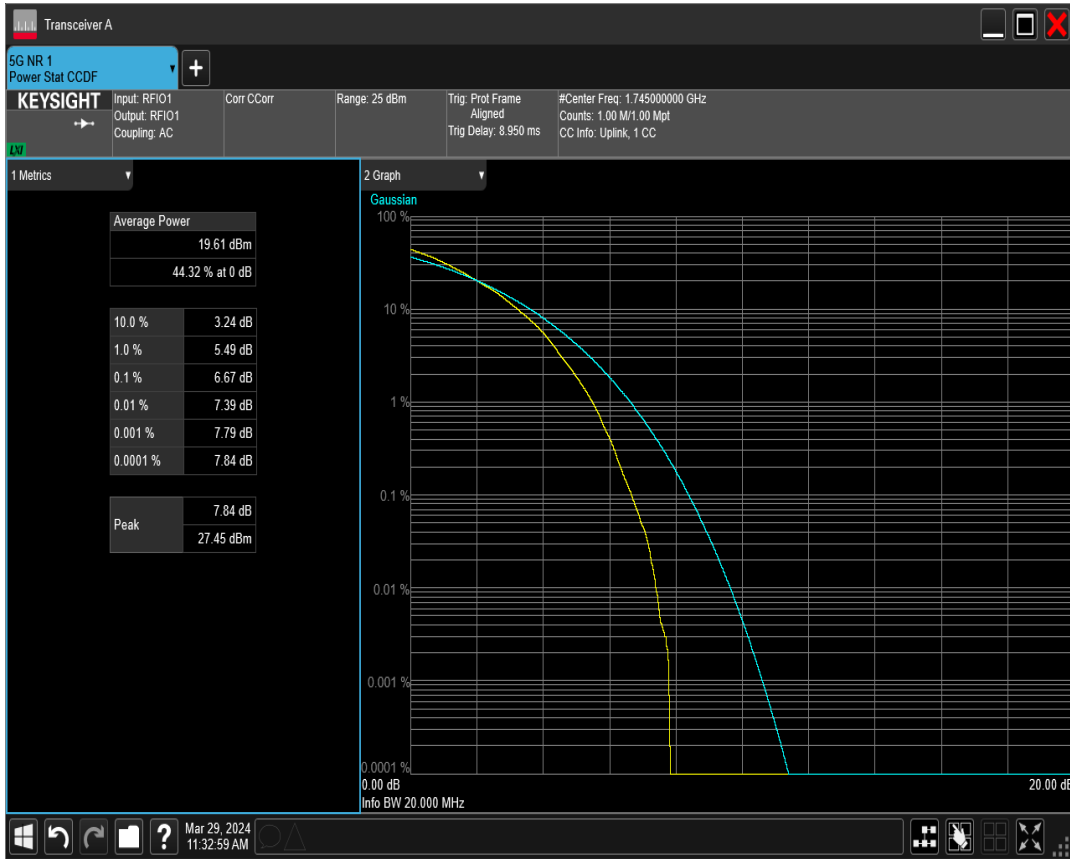 Transceiver A
5G NR 1
Power Stat CCDF
+
KEYSIGHT
LXI
Input: RFIO1
Output: RFIO1
Coupling: AC
Corr CCorr
Range: 25 dBm
Trig: Prot Frame
Aligned
Trig Delay: 8.950 ms
#Center Freq: 1.745000000 GHz
Counts: 1.00 M/1.00 Mpt
CC Info: Uplink, 1 CC
1 Metrics
Average Power
19.61 dBm
44.32 % at 0 dB
10.0 % 3.24 dB
1.0 % 5.49 dB
0.1 % 6.67 dB
0.01 % 7.39 dB
0.001 % 7.79 dB
0.0001 % 7.84 dB
Peak 7.84 dB
27.45 dBm
2 Graph
Gaussian
100 %
10 %
1 %
0.1 %
0.01 %
0.001 %
0.0001 %
0.00 dB 20.00 dB
Info BW 20.000 MHz
?
Mar 29, 2024
11:32:59 AM